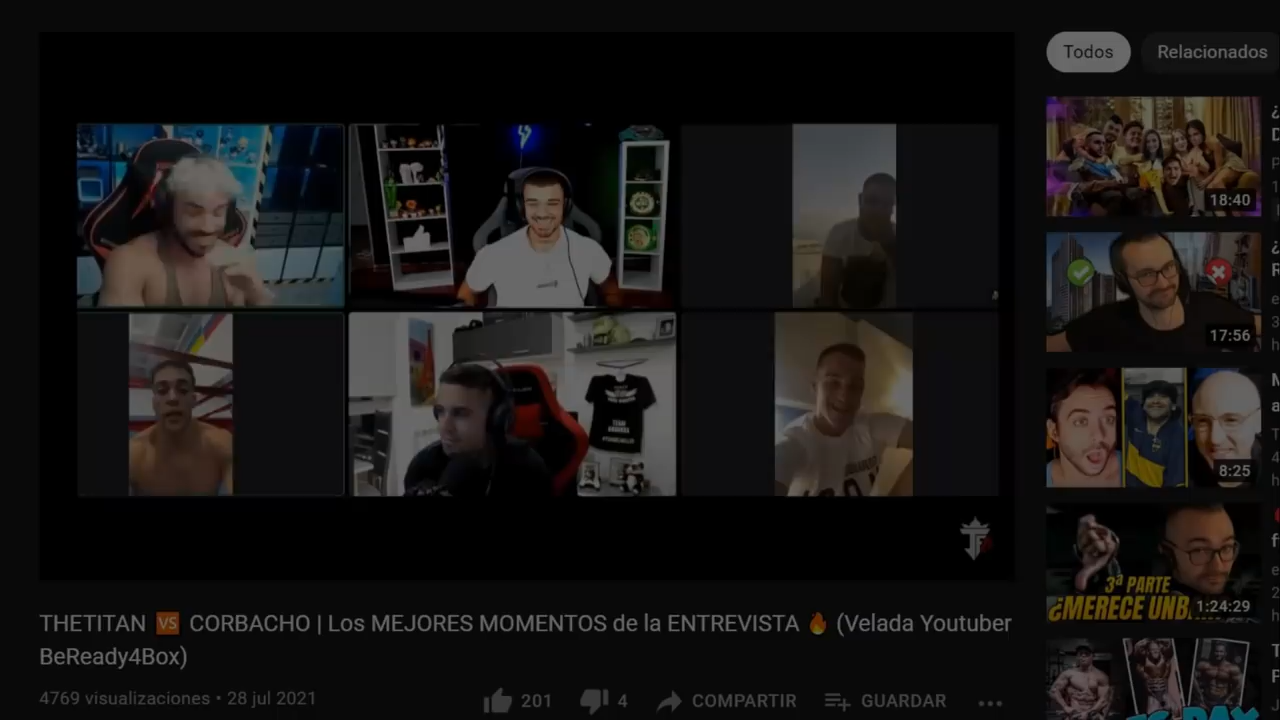 Todos
Relacionados
18:40
17:56
8:25
3ª PARTE
¿MERECE UNB
1:24:29
THETITAN VS CORBACHO | Los MEJORES MOMENTOS de la ENTREVISTA 🔥 (Velada Youtuber
BeReady4Box)
4769 visualizaciones • 28 jul 2021
201
4
COMPARTIR
GUARDAR